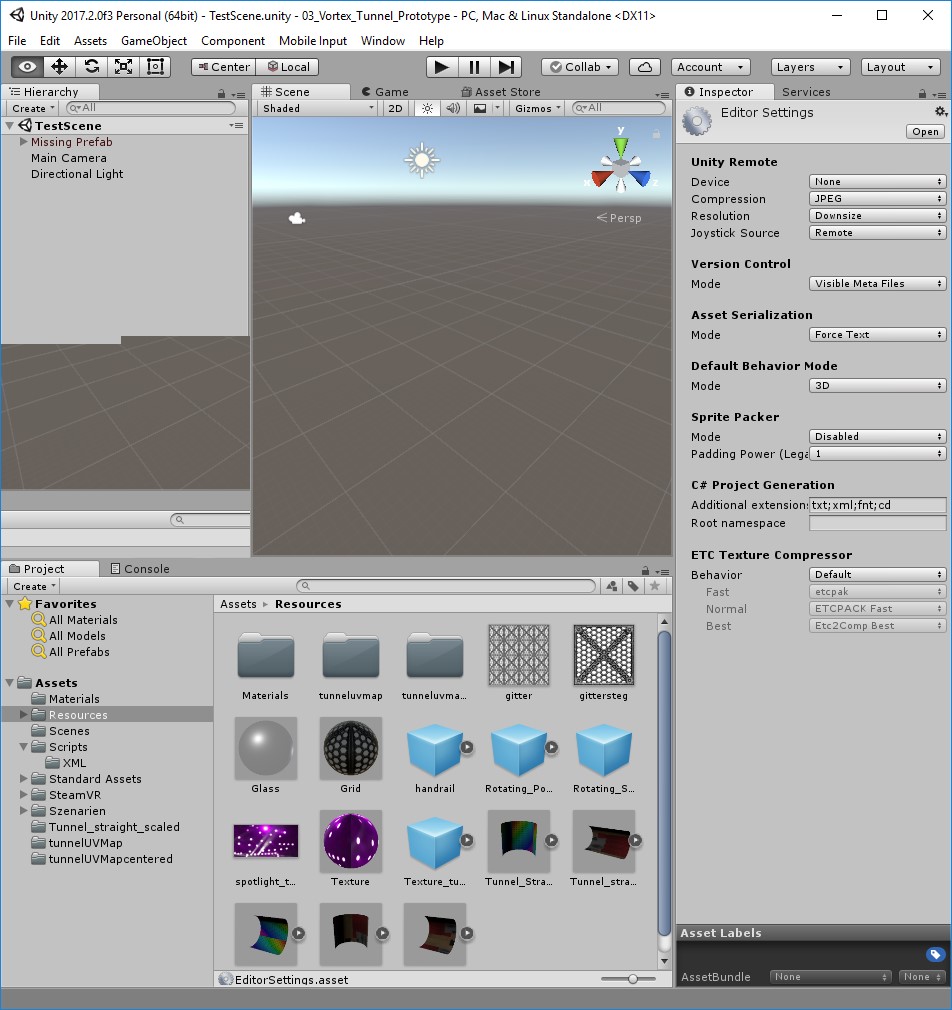 Unity 2017.2.0f3 Personal (64bit) - TestScene.unity - 03_Vortex_Tunnel_Prototype - PC, Mac & Linux Standalone <DX11>
File Edit Assets GameObject Component Mobile Input Window Help
Center Local Collab Account Layers Layout
Hierarchy
Create All
TestScene
Missing Prefab
Main Camera
Directional Light
Scene Game Asset Store
Shaded 2D Gizmos All
y
x z
Persp
Inspector Services
Editor Settings
Open
Unity Remote
Device None
Compression JPEG
Resolution Downsize
Joystick Source Remote
Version Control
Mode Visible Meta Files
Asset Serialization
Mode Force Text
Default Behavior Mode
Mode 3D
Sprite Packer
Mode Disabled
Padding Power (Lega 1
C# Project Generation
Additional extensions txt;xml;fnt;cd
Root namespace
ETC Texture Compressor
Behavior Default
Fast etcpak
Normal ETCPACK Fast
Best Etc2Comp Best
Project Console
Create
Favorites
All Materials
All Models
All Prefabs
Assets
Materials
Resources
Scenes
Scripts
XML
Standard Assets
SteamVR
Szenarien
Tunnel_straight_scaled
tunnelUVMap
tunnelUVMapcentered
Assets Resources
Materials tunneluvmap tunneluvma... gitter gittersteg
Glass Grid handrail Rotating_Po... Rotating_S...
spotlight_t... Texture Texture_tu... Tunnel_Stra... Tunnel_stra...
EditorSettings.asset
Asset Labels
AssetBundle None None